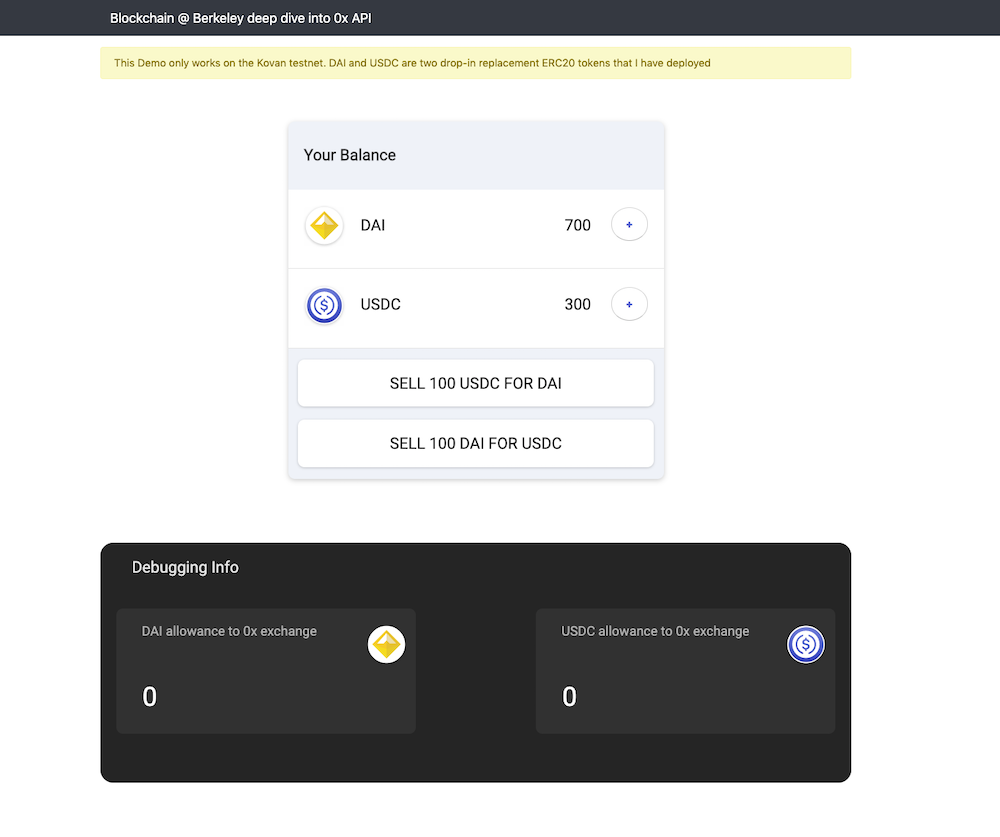 Blockchain @ Berkeley deep dive into 0x API
This Demo only works on the Kovan testnet. DAI and USDC are two drop-in replacement ERC20 tokens that I have deployed
Your Balance
DAI 700 +
USDC 300 +
SELL 100 USDC FOR DAI
SELL 100 DAI FOR USDC
Debugging Info
DAI allowance to 0x exchange
0
USDC allowance to 0x exchange
0